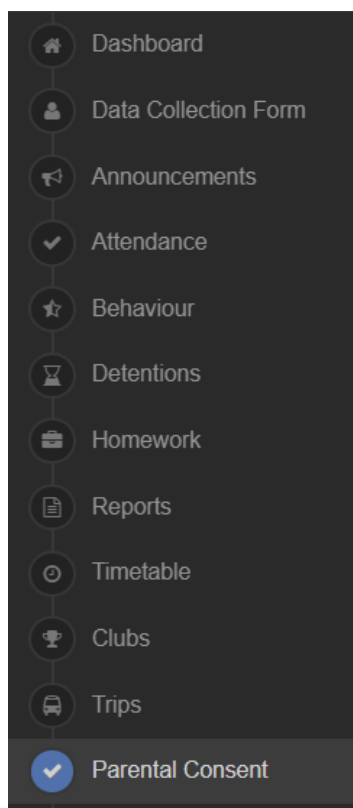 Dashboard
Data Collection Form
Announcements
Attendance
Behaviour
Detentions
Homework
Reports
Timetable
Clubs
Trips
Parental Consent